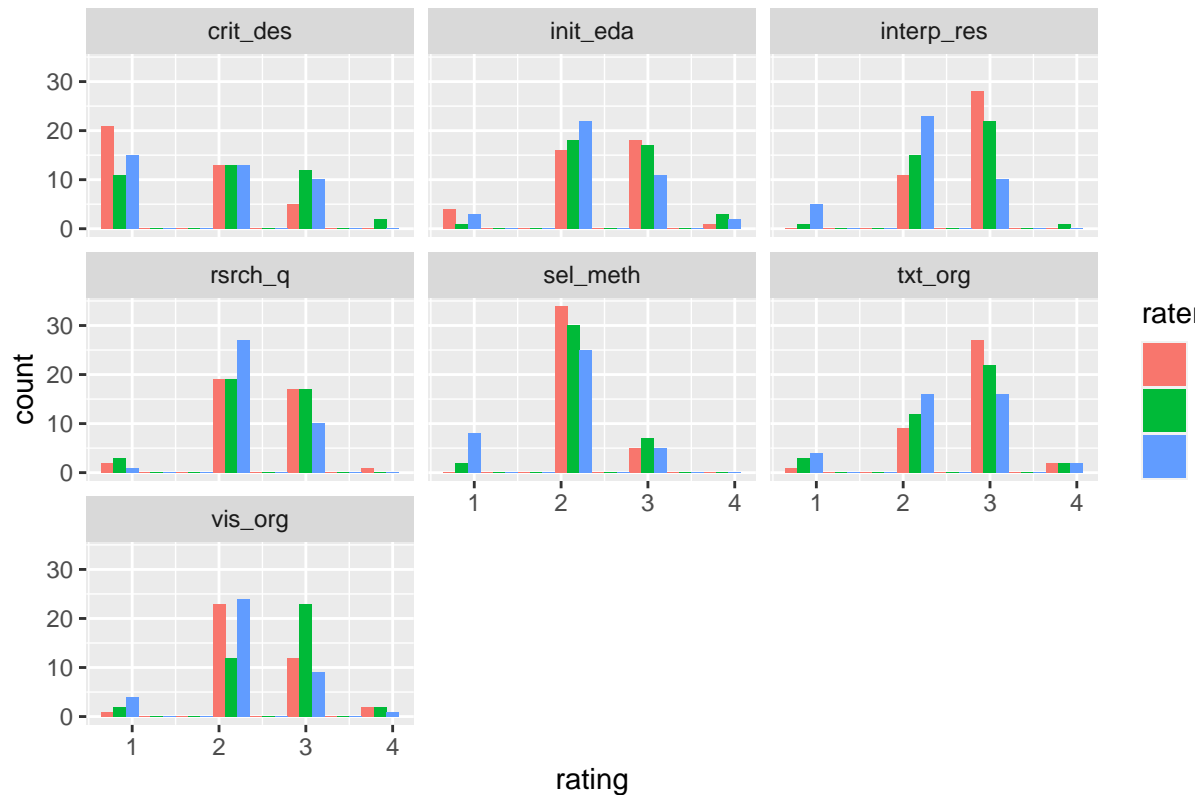 crit_des
init_eda
interp_res
30
20
10
0
rsrch_q
sel_meth
txt_org
30
20
10
0
1 2 3 4
1 2 3 4
vis_org
30
20
10
0
1 2 3 4
count
rating
rater